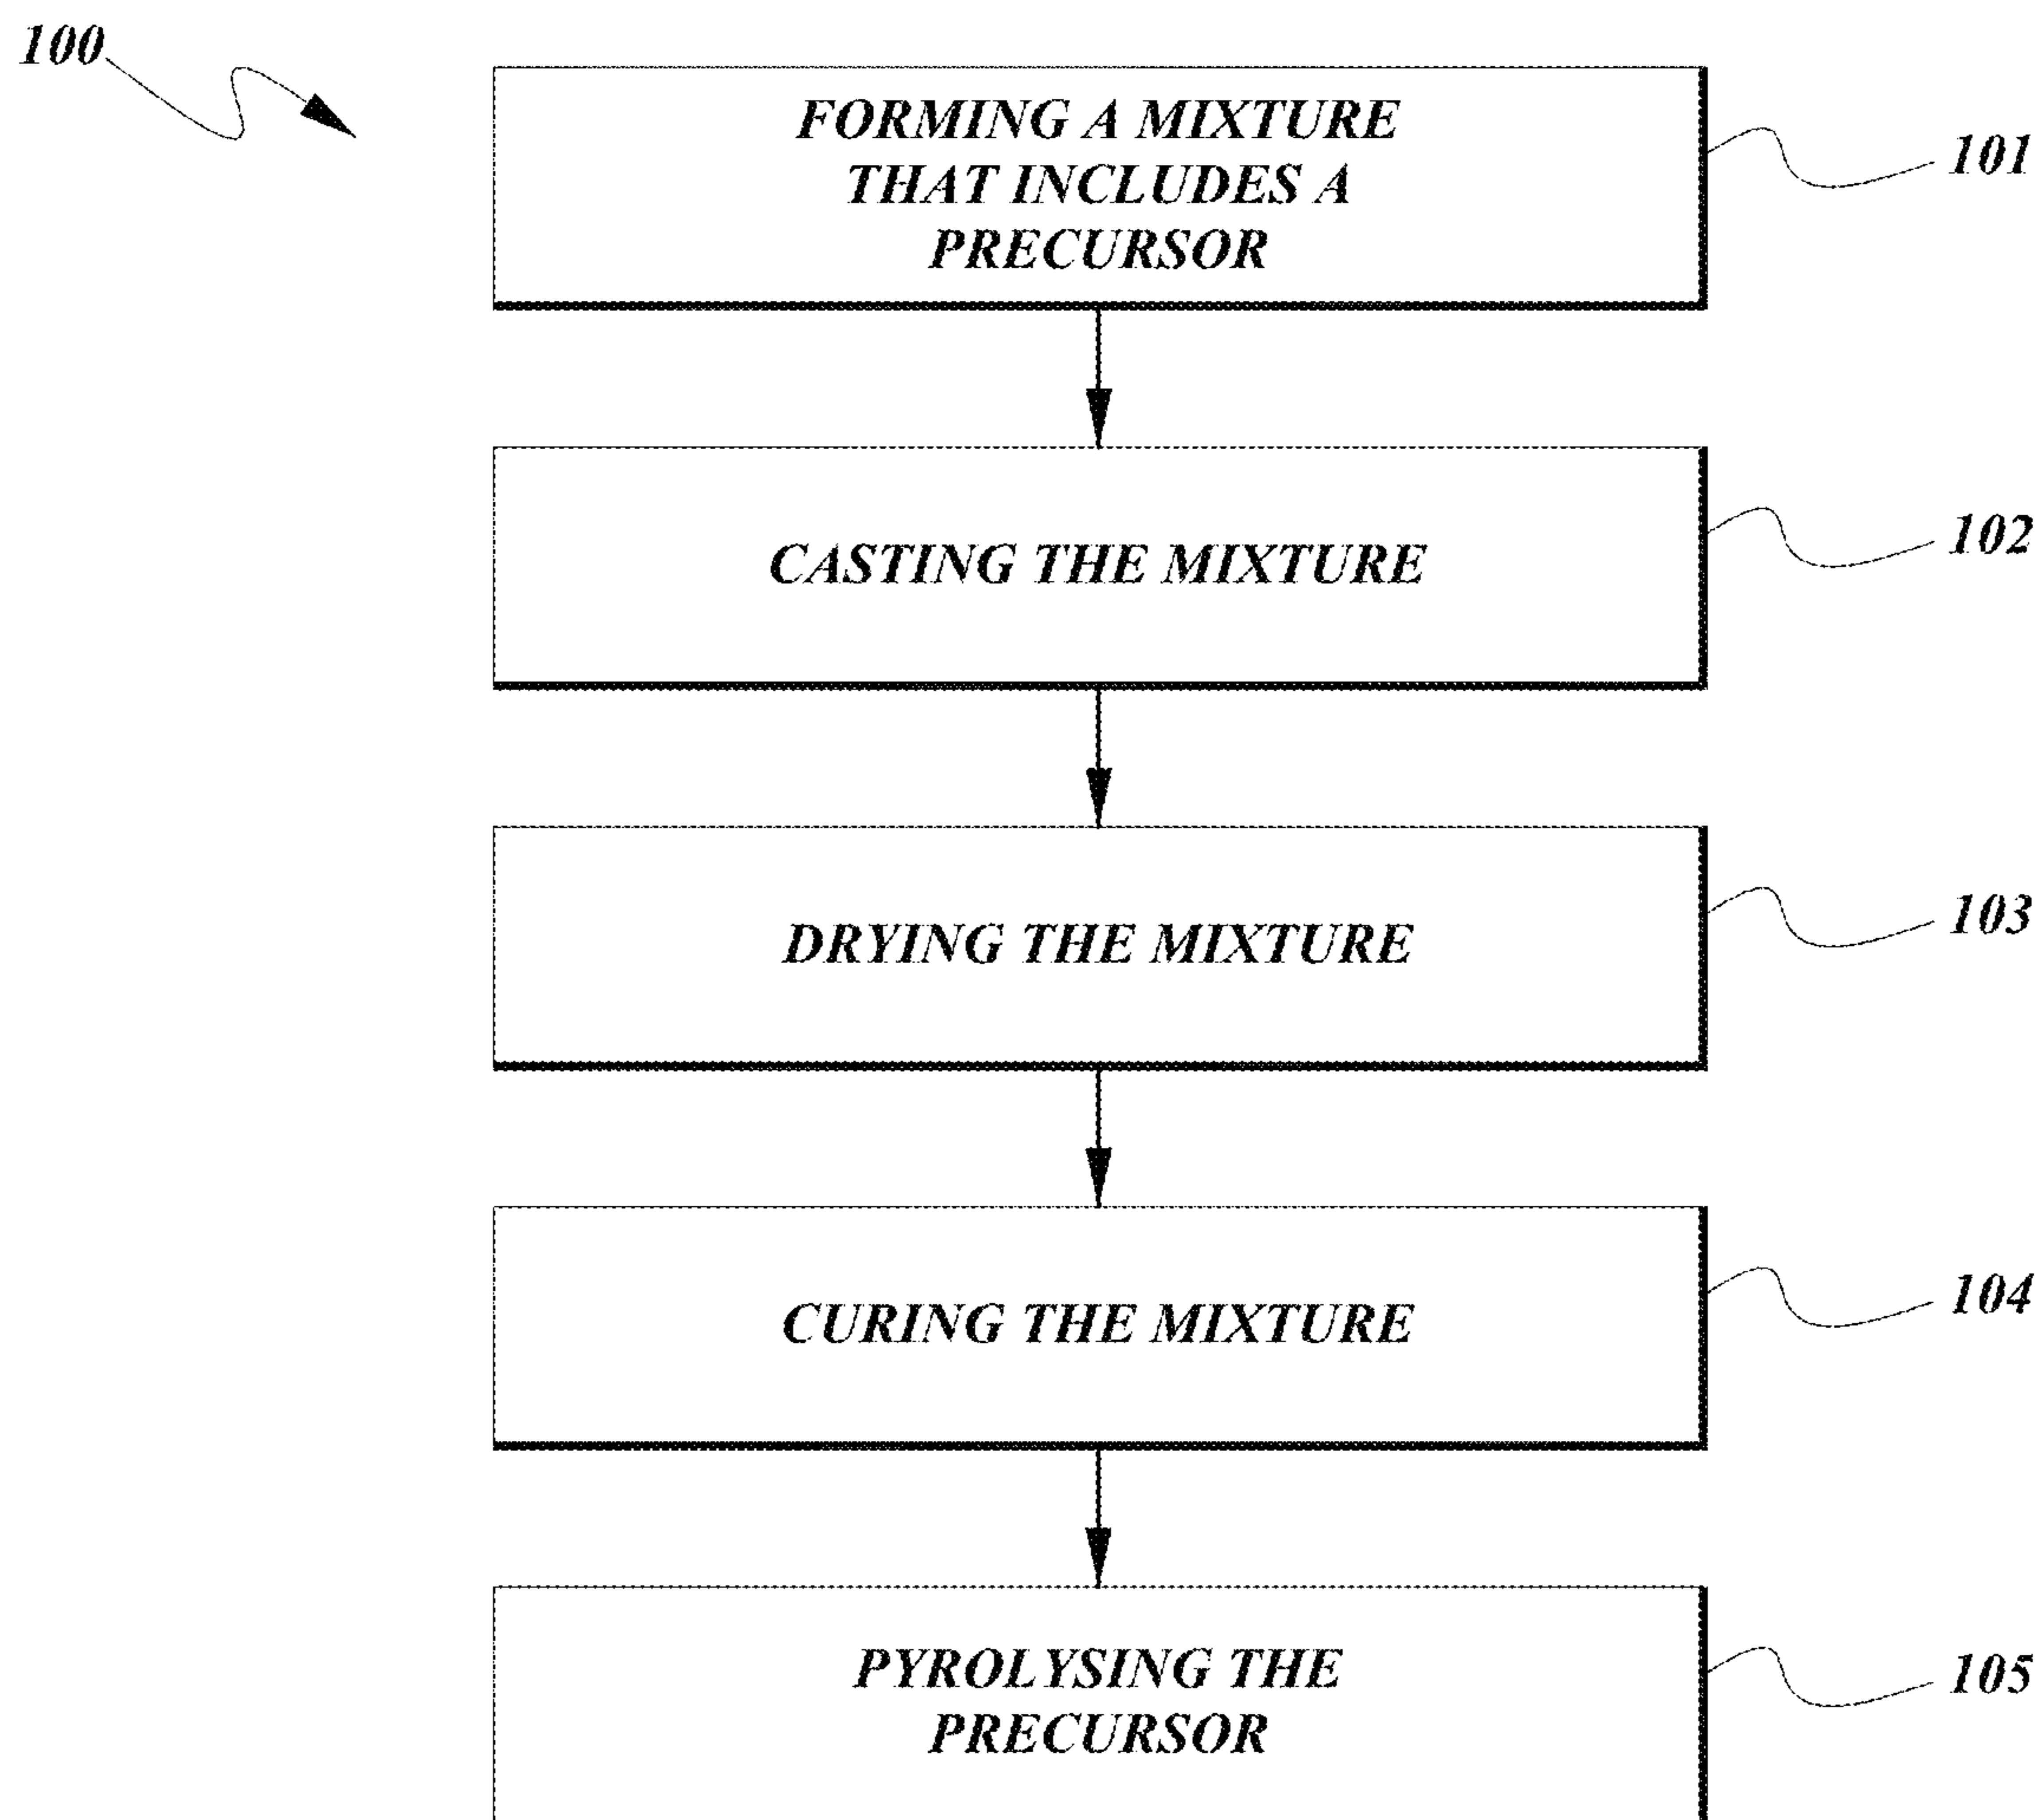 100
FORMING A MIXTURE
THAT INCLUDES A
PRECURSOR
101
CASTING THE MIXTURE
102
DRYING THE MIXTURE
103
CURING THE MIXTURE
104
PYROLYSING THE
PRECURSOR
105